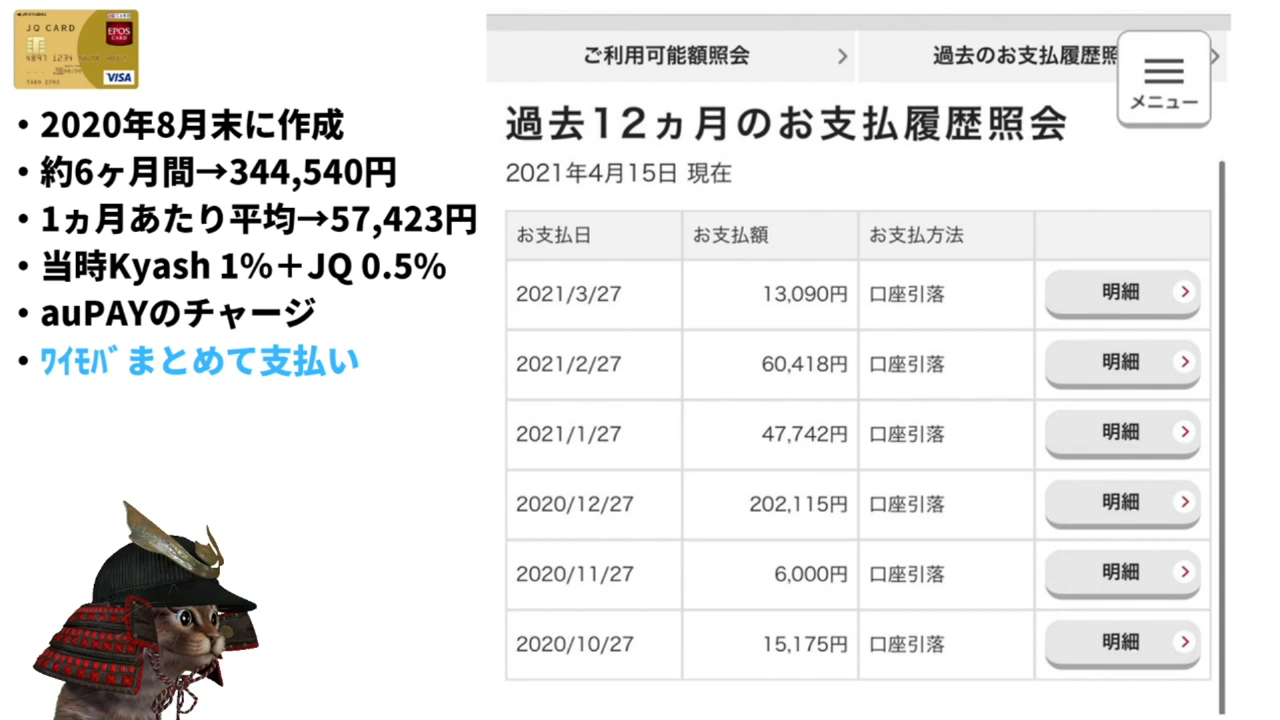 JQ CARD
EPOS
CARD
VISA
・2020年8月末に作成
・約6ヶ月間→344,540円
・1ヵ月あたり平均→57,423円
・当時Kyash 1%＋JQ 0.5%
・auPAYのチャージ
・ﾜｲﾓﾊﾞまとめて支払い
ご利用可能額照会
過去のお支払履歴照
メニュー
過去12ヵ月のお支払履歴照会
2021年4月15日 現在
お支払日 お支払額 お支払方法
2021/3/27 13,090円 口座引落 明細
2021/2/27 60,418円 口座引落 明細
2021/1/27 47,742円 口座引落 明細
2020/12/27 202,115円 口座引落 明細
2020/11/27 6,000円 口座引落 明細
2020/10/27 15,175円 口座引落 明細